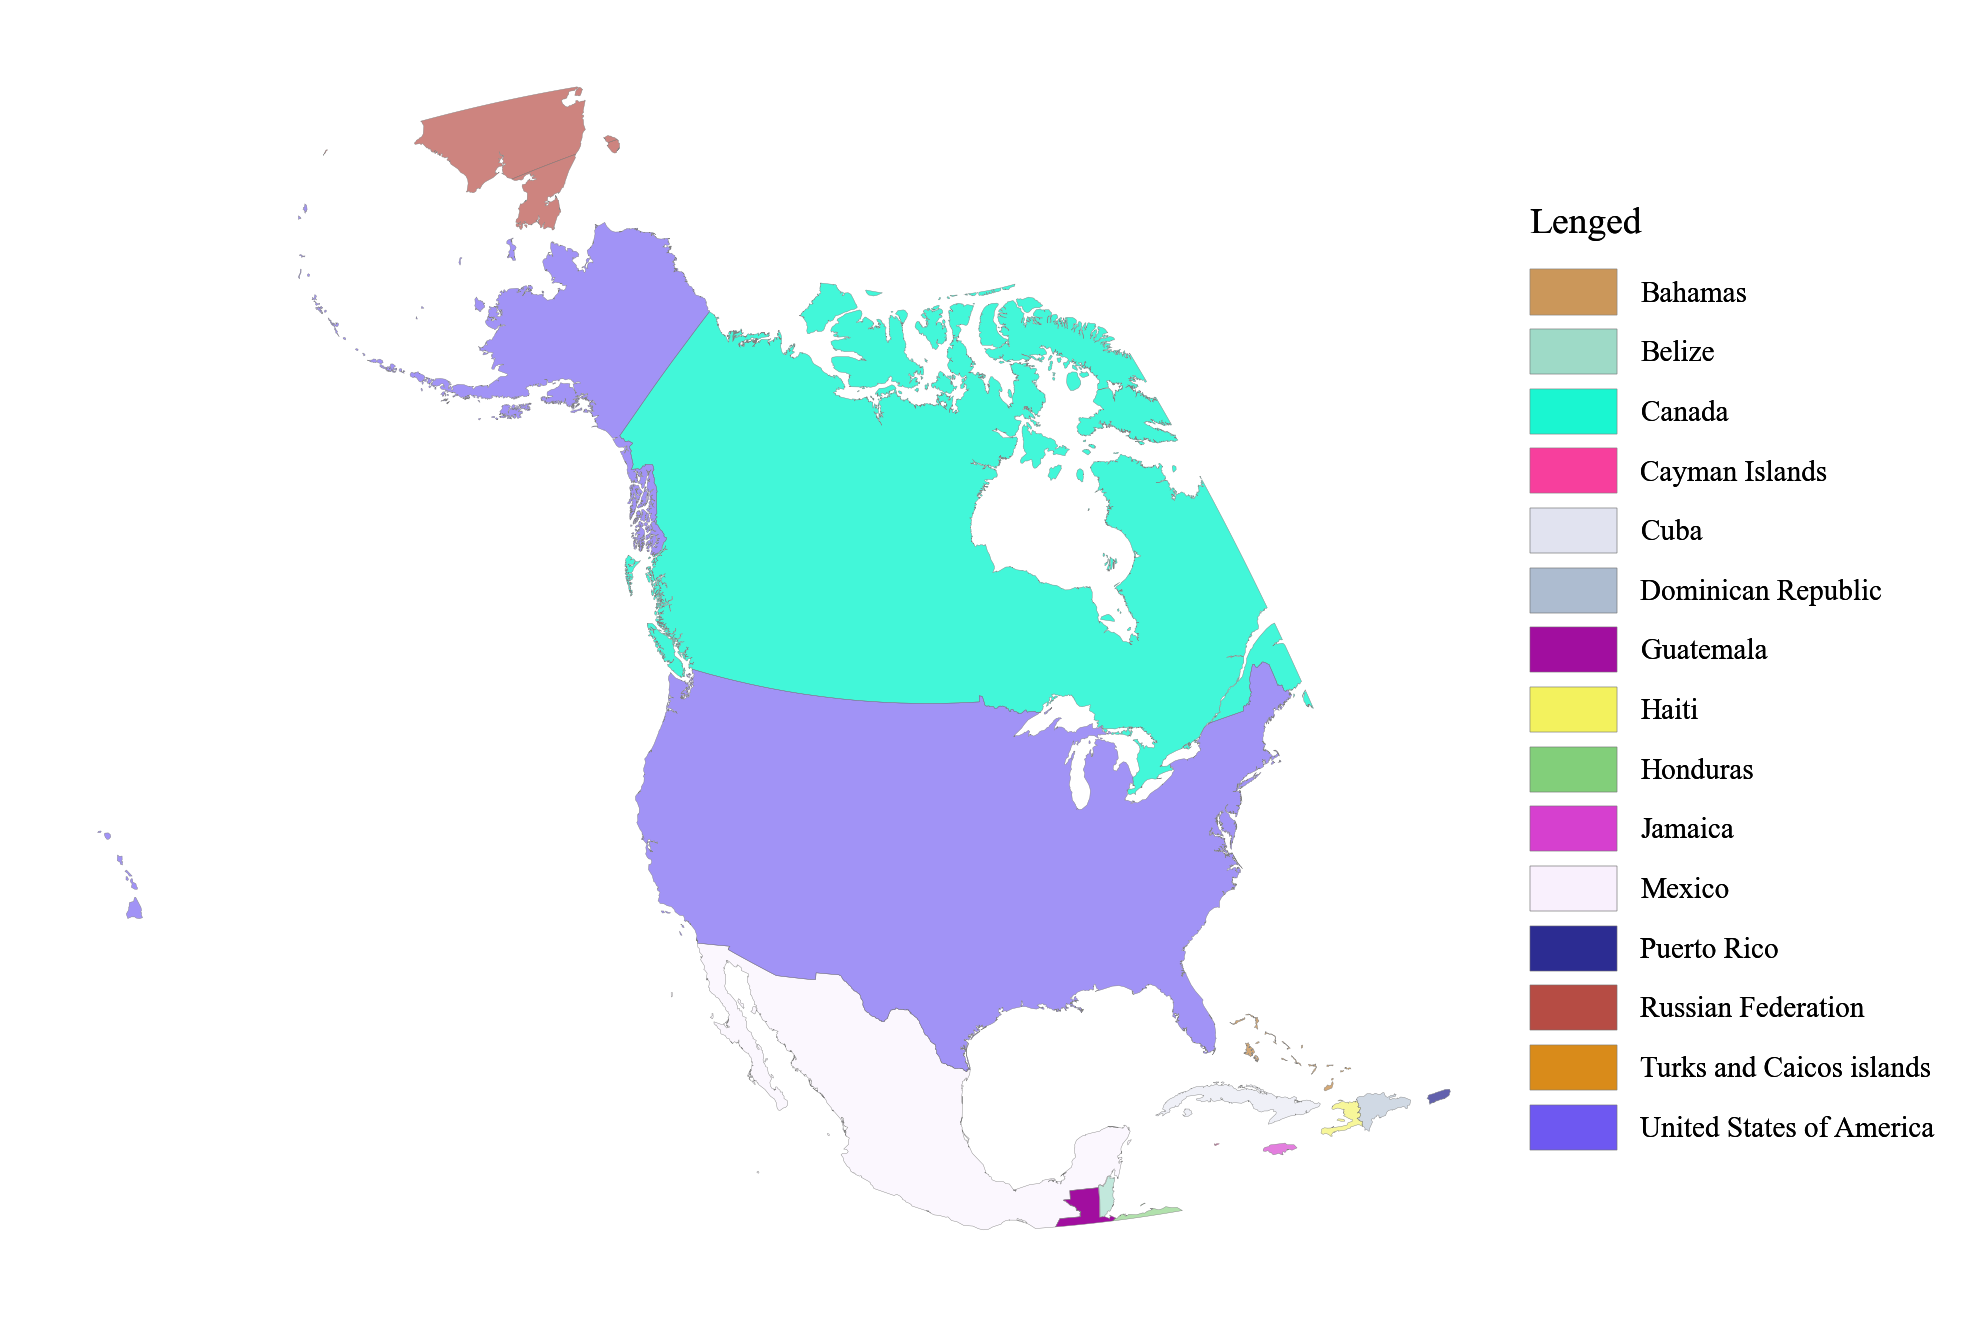 Lenged
Bahamas
Belize
Canada
Cayman Islands
Cuba
Dominican Republic
Guatemala
Haiti
Honduras
Jamaica
Mexico
Puerto Rico
Russian Federation
Turks and Caicos islands
United States of America